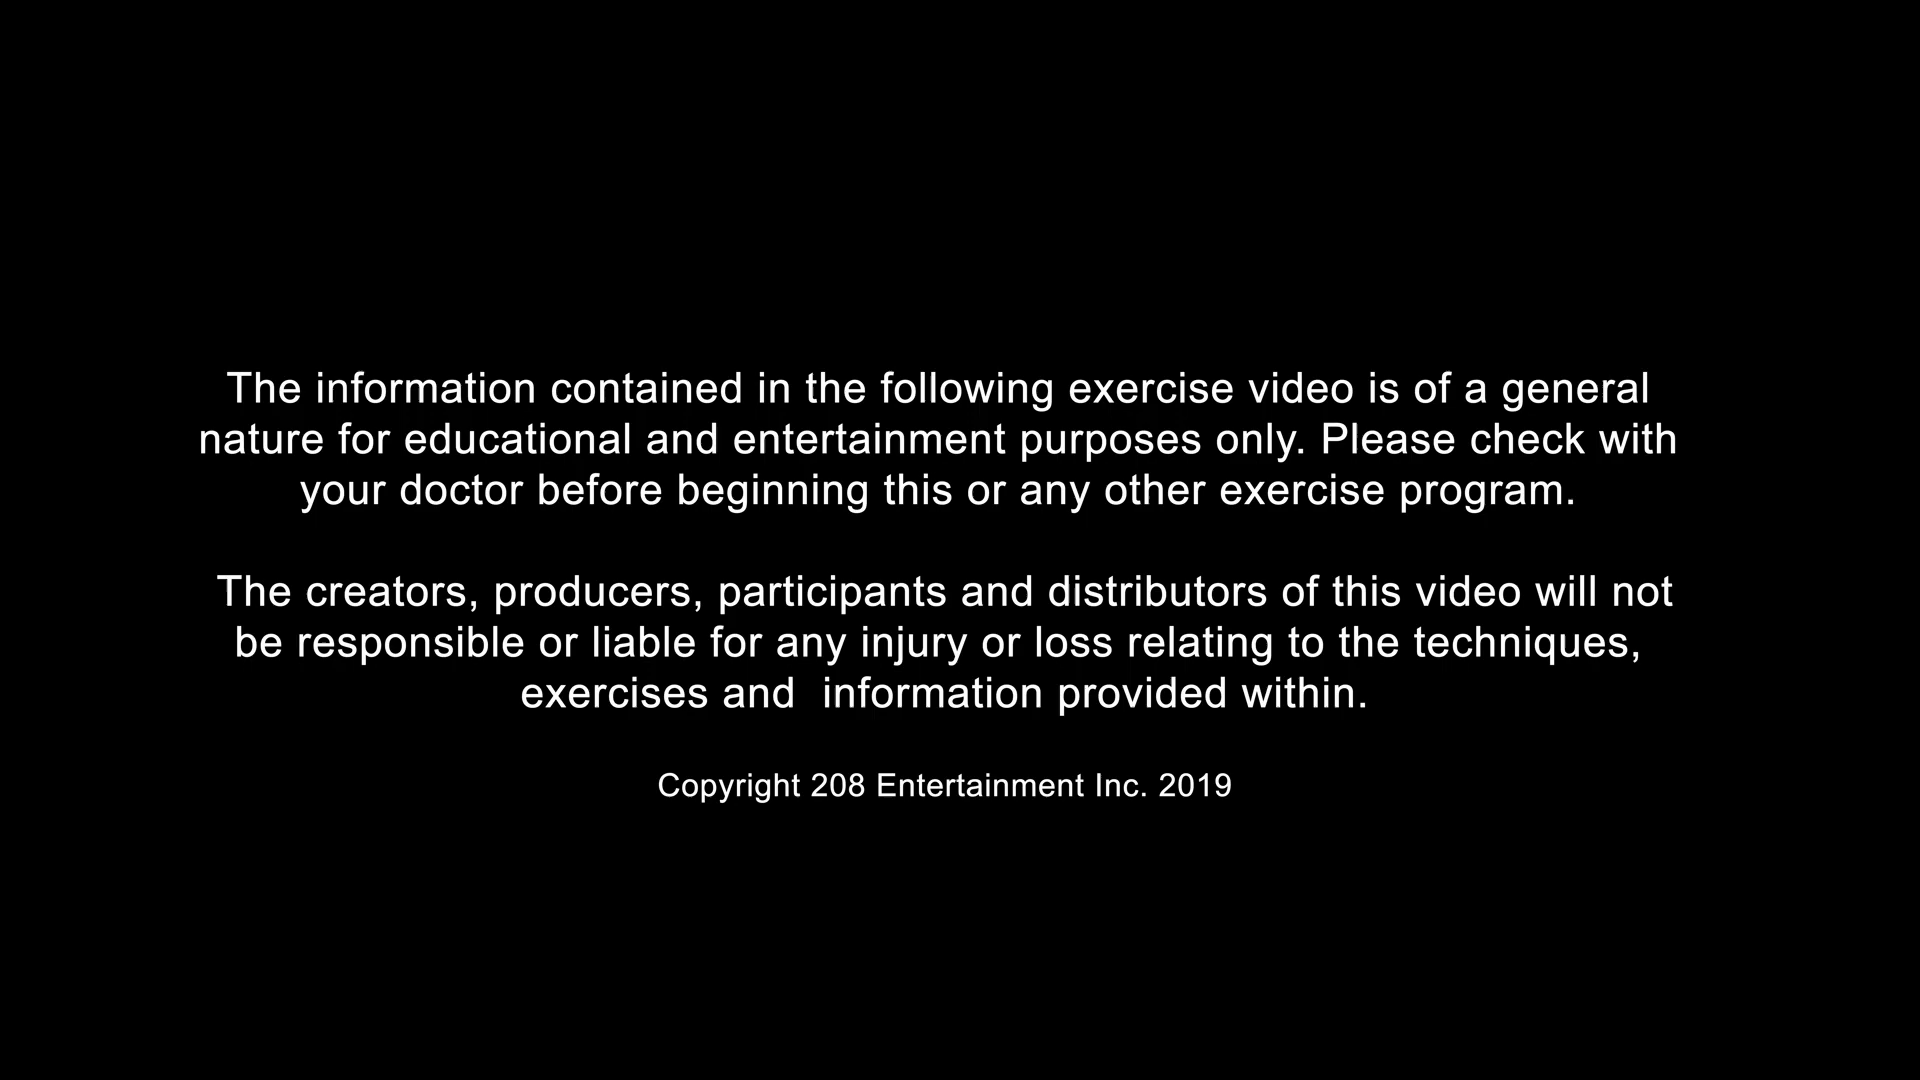 The information contained in the following exercise video is of a general
nature for educational and entertainment purposes only. Please check with
your doctor before beginning this or any other exercise program.
The creators, producers, participants and distributors of this video will not
be responsible or liable for any injury or loss relating to the techniques,
exercises and  information provided within.
Copyright 208 Entertainment Inc. 2019